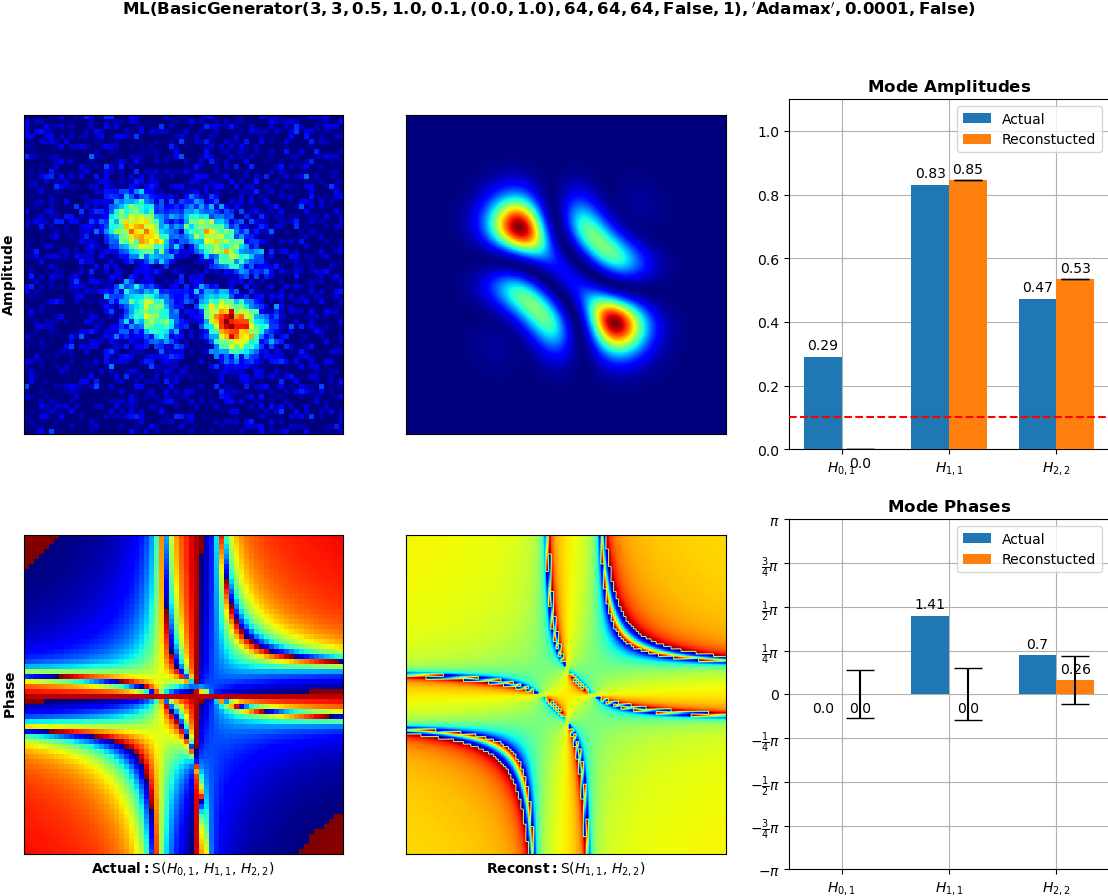 ML(BasicGenerator(3, 3, 0.5, 1.0, 0.1, (0.0, 1.0), 64, 64, 64, False, 1), 'Adamax', 0.0001, False)
Amplitude
Mode Amplitudes
Actual
Reconstucted
1.0
0.8
0.6
0.4
0.2
0.0
0.29
0.0
0.83
0.85
0.47
0.53
H0,1
H1,1
H2,2
Phase
Actual: S(H0,1, H1,1, H2,2)
Reconst: S(H1,1, H2,2)
Mode Phases
Actual
Reconstucted
π
3/4π
1/2π
1/4π
0
−1/4π
−1/2π
−3/4π
−π
0.0
0.0
1.41
0.0
0.7
0.26
H0,1
H1,1
H2,2